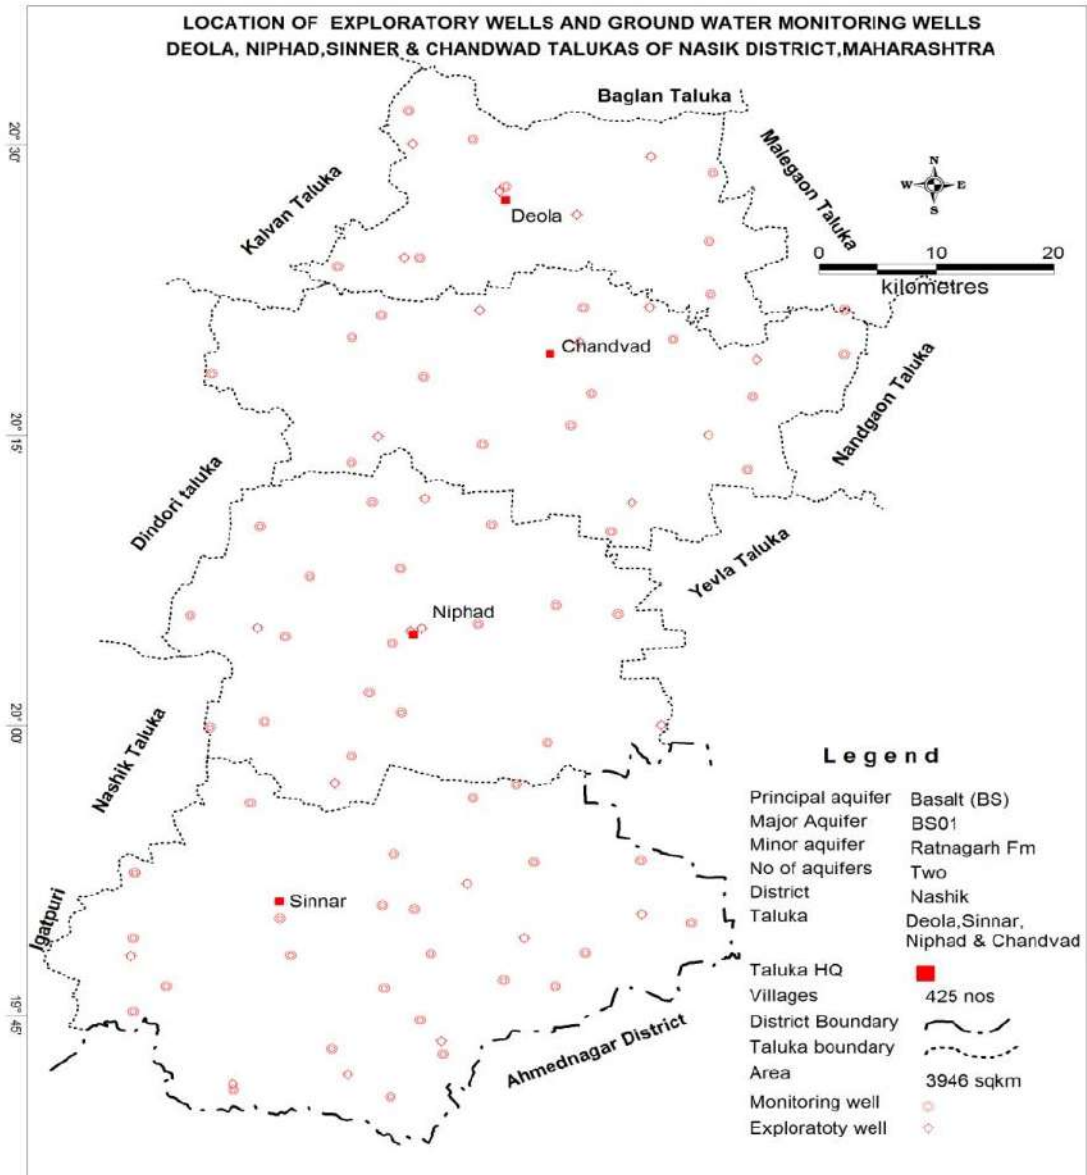 LOCATION OF EXPLORATORY WELLS AND GROUND WATER MONITORING WELLS
DEOLA, NIPHAD,SINNER & CHANDWAD TALUKAS OF NASIK DISTRICT,MAHARASHTRA
Baglan Taluka
20° 30'
Malegaon Taluka
N
W E
S
Kalvan Taluka
Deola
0 10 20
kilometres
Chandvad
Nandgaon Taluka
20° 15'
Dindori taluka
Yevla Taluka
Niphad
20° 00'
Nashik Taluka
Legend
Principal aquifer Basalt (BS)
Major Aquifer BS01
Minor aquifer Ratnagarh Fm
No of aquifers Two
District Nashik
Taluka Deola,Sinnar,
Niphad & Chandvad
Sinnar
Igatpuri
Taluka HQ
Villages 425 nos
19° 45'
District Boundary
Taluka boundary
Ahmednagar District
Area 3946 sqkm
Monitoring well
Exploratoty well